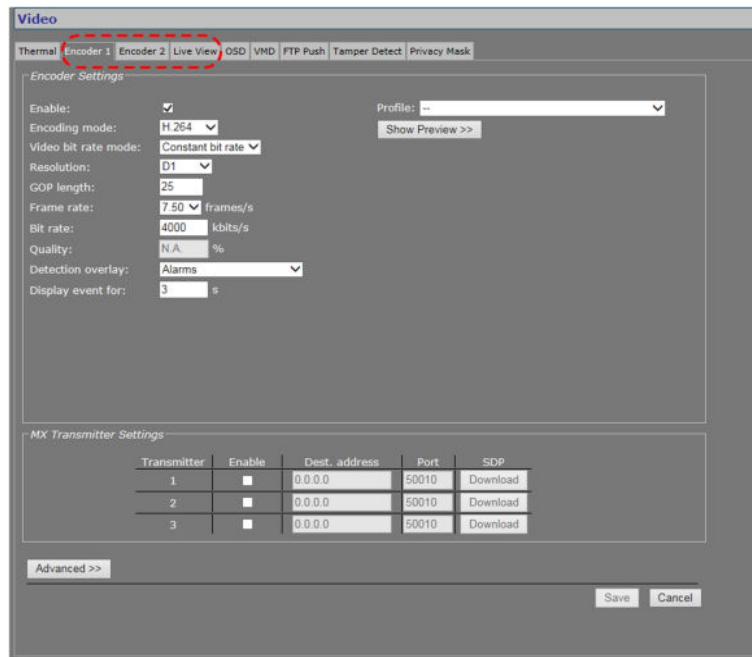 Video
Thermal Encoder 1 Encoder 2 Live View OSD VMD FTP Push Tamper Detect Privacy Mask
Encoder Settings
Enable: Profile: --
Encoding mode: H.264 Show Preview >>
Video bit rate mode: Constant bit rate
Resolution: D1
GOP length: 25
Frame rate: 7.50 frames/s
Bit rate: 4000 kbits/s
Quality: N.A. %
Detection overlay: Alarms
Display event for: 3 s
MX Transmitter Settings
Transmitter Enable Dest. address Port SDP
1 0.0.0.0 50010 Download
2 0.0.0.0 50010 Download
3 0.0.0.0 50010 Download
Advanced >>
Save Cancel